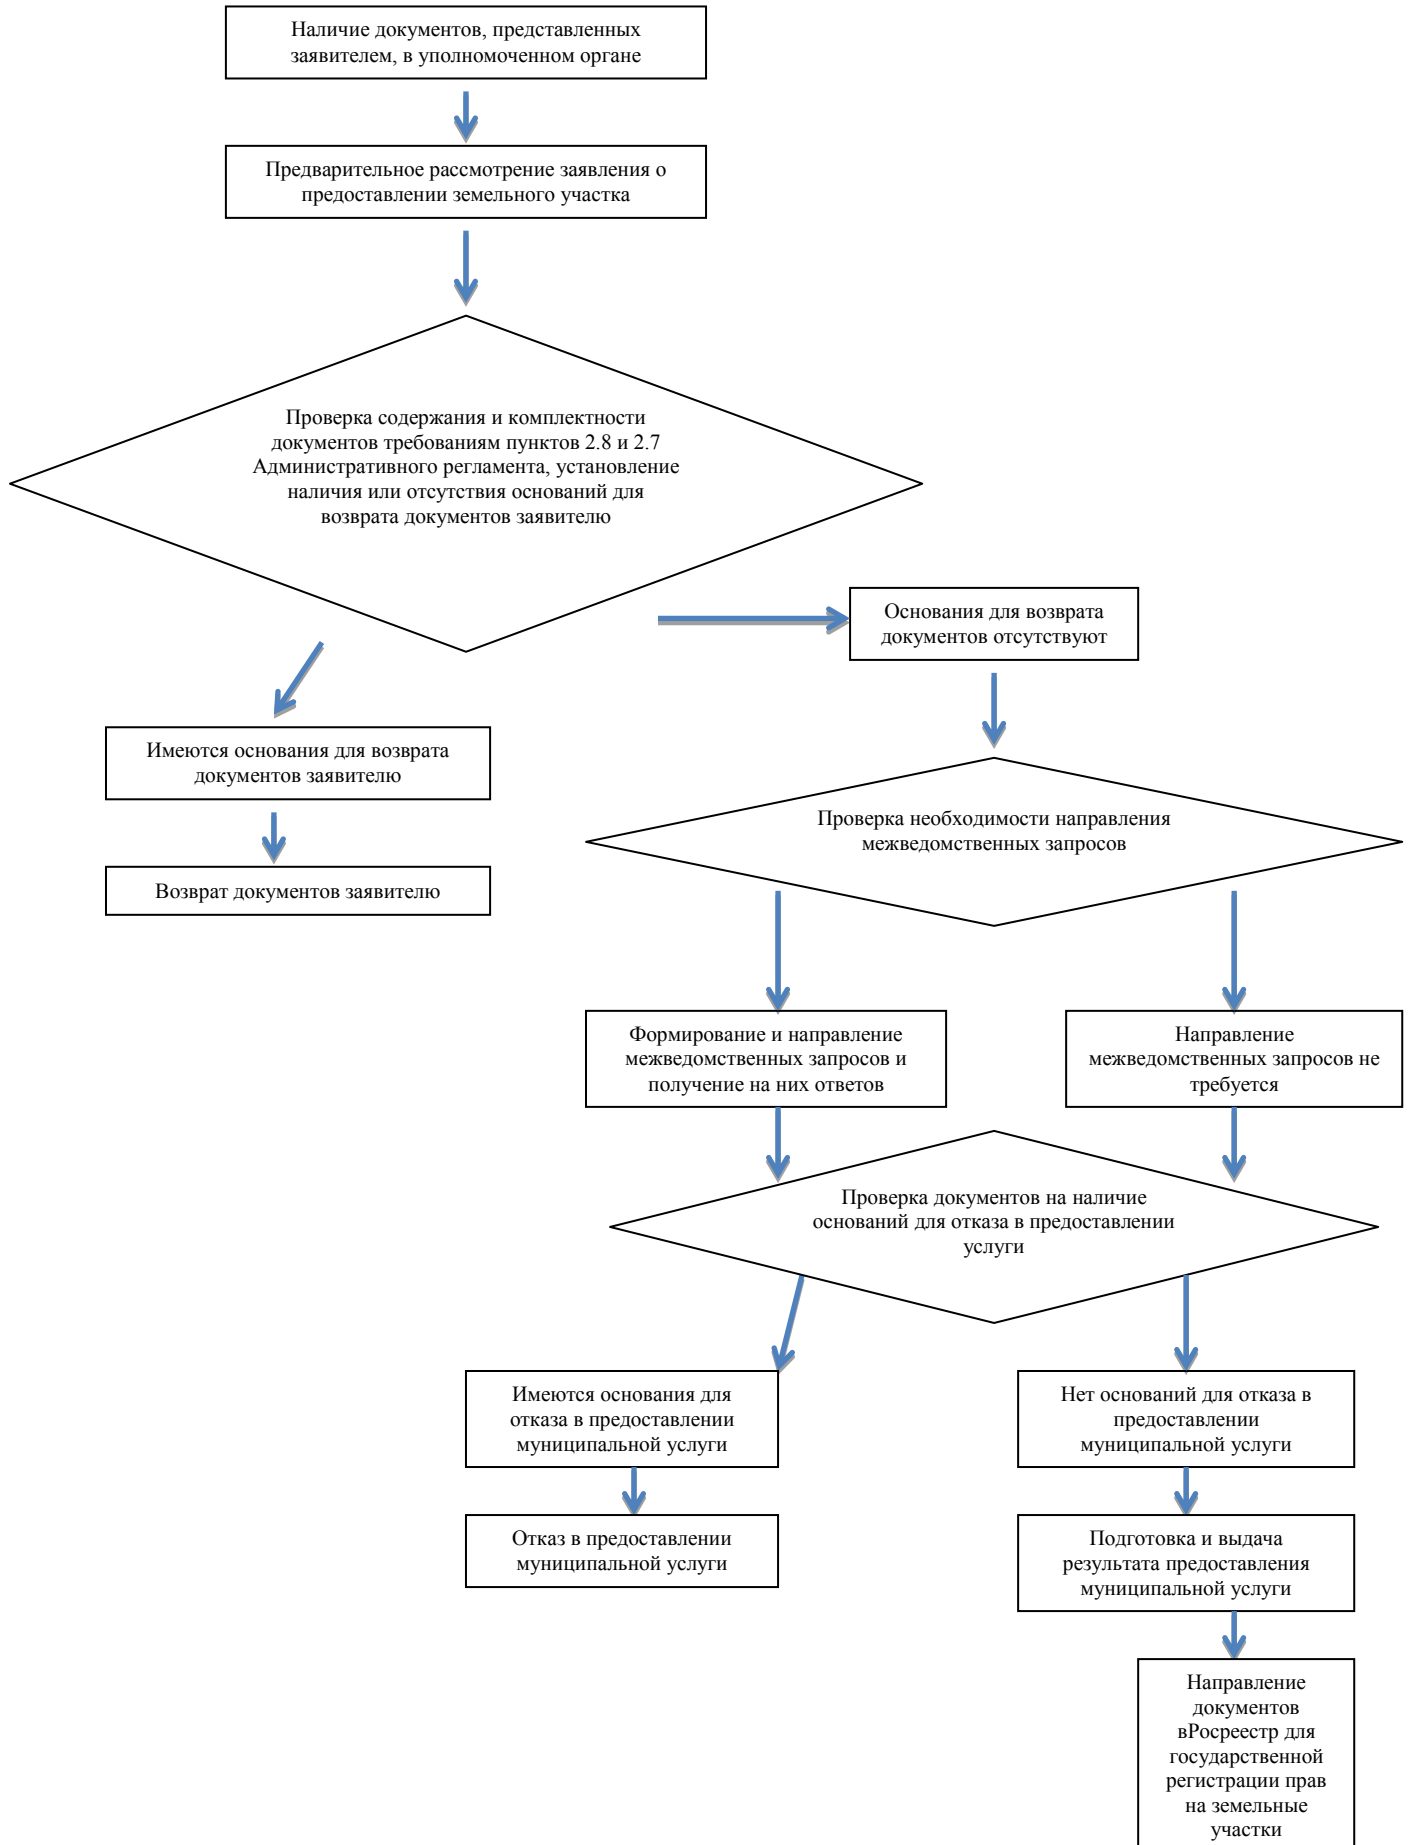 Наличие документов, представленных
заявителем, в уполномоченном органе
Предварительное рассмотрение заявления о
предоставлении земельного участка
Проверка содержания и комплектности
документов требованиям пунктов 2.8 и 2.7
Административного регламента, установление
наличия или отсутствия оснований для
возврата документов заявителю
Основания для возврата
документов отсутствуют
Имеются основания для возврата
документов заявителю
Возврат документов заявителю
Проверка необходимости направления
межведомственных запросов
Формирование и направление
межведомственных запросов и
получение на них ответов
Направление
межведомственных запросов не
требуется
Проверка документов на наличие
оснований для отказа в предоставлении
услуги
Имеются основания для
отказа в предоставлении
муниципальной услуги
Нет оснований для отказа в
предоставлении
муниципальной услуги
Отказ в предоставлении
муниципальной услуги
Подготовка и выдача
результата предоставления
муниципальной услуги
Направление
документов
вРосреестр для
государственной
регистрации прав
на земельные
участки